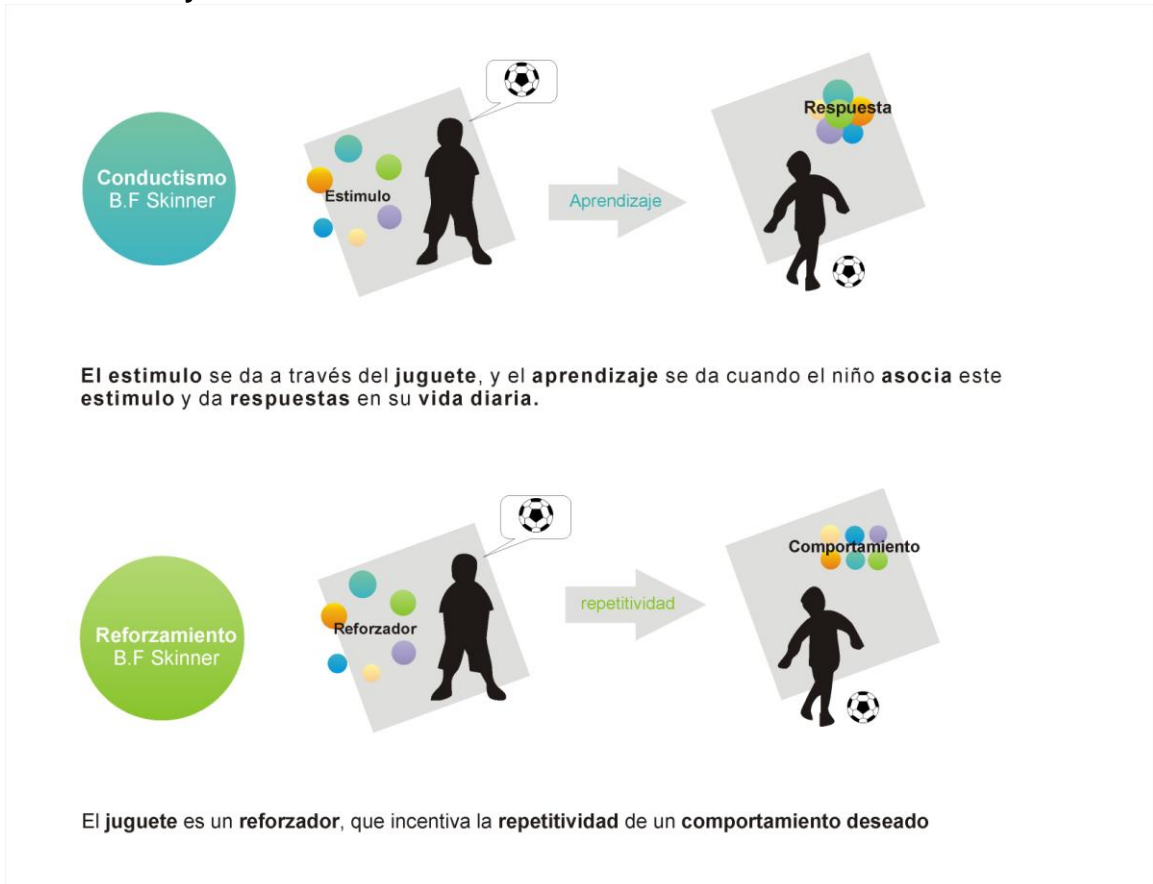 Conductismo
B.F Skinner
Estimulo
Aprendizaje
Respuesta
El estimulo se da a través del juguete, y el aprendizaje se da cuando el niño asocia este
estimulo y da respuestas en su vida diaria.
Reforzamiento
B.F Skinner
Reforzador
repetitividad
Comportamiento
El juguete es un reforzador, que incentiva la repetitividad de un comportamiento deseado